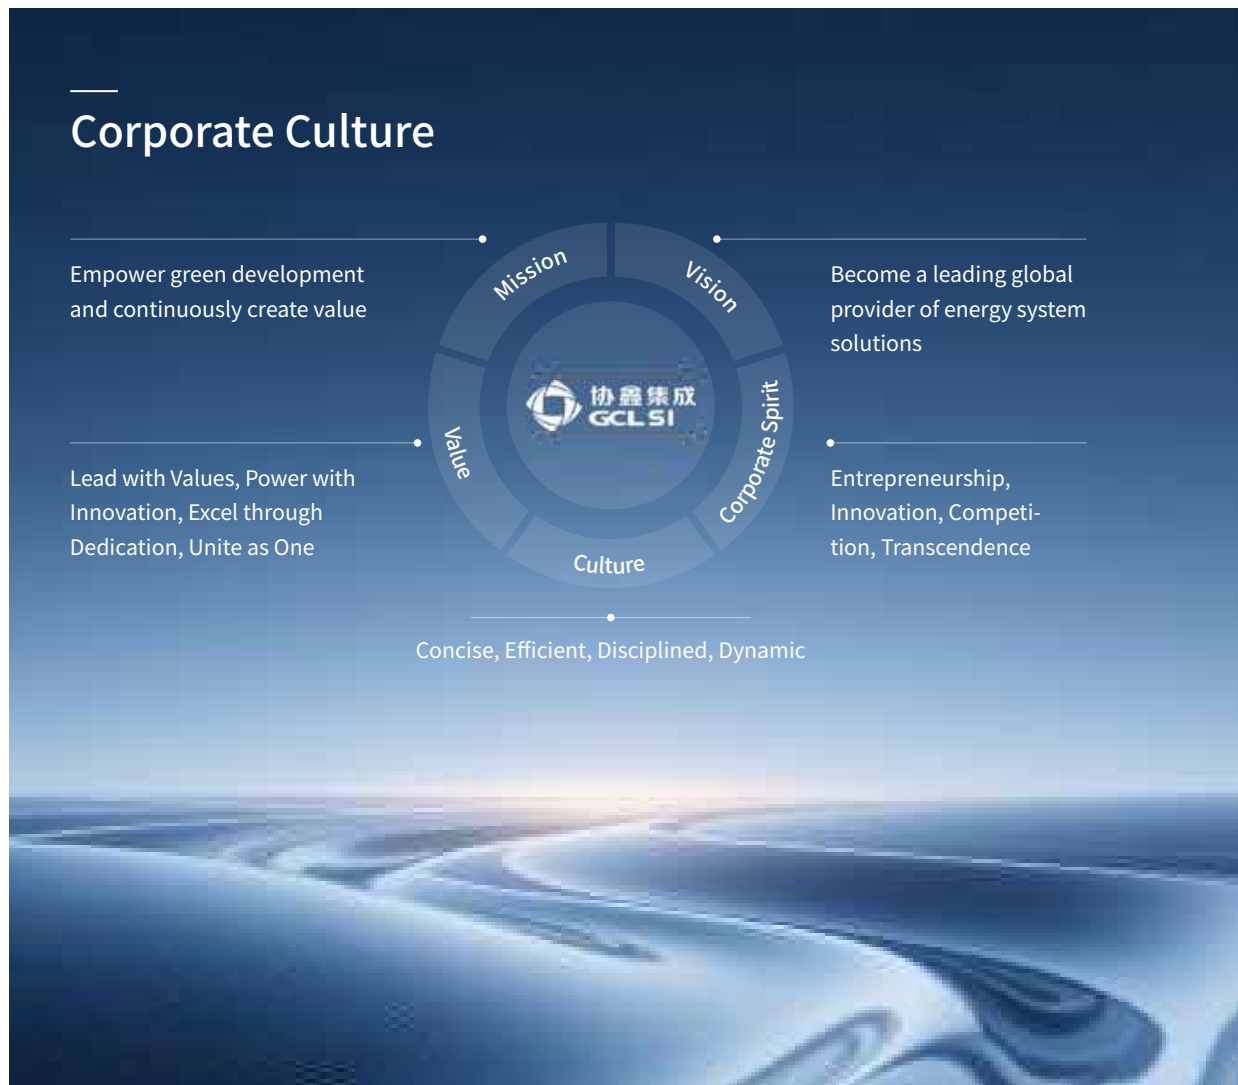 Corporate Culture
Mission
Empower green development
and continuously create value
Vision
Become a leading global
provider of energy system
solutions
协鑫集成
GCL SI
Value
Lead with Values, Power with
Innovation, Excel through
Dedication, Unite as One
Corporate Spirit
Entrepreneurship,
Innovation, Competi-
tion, Transcendence
Culture
Concise, Efficient, Disciplined, Dynamic